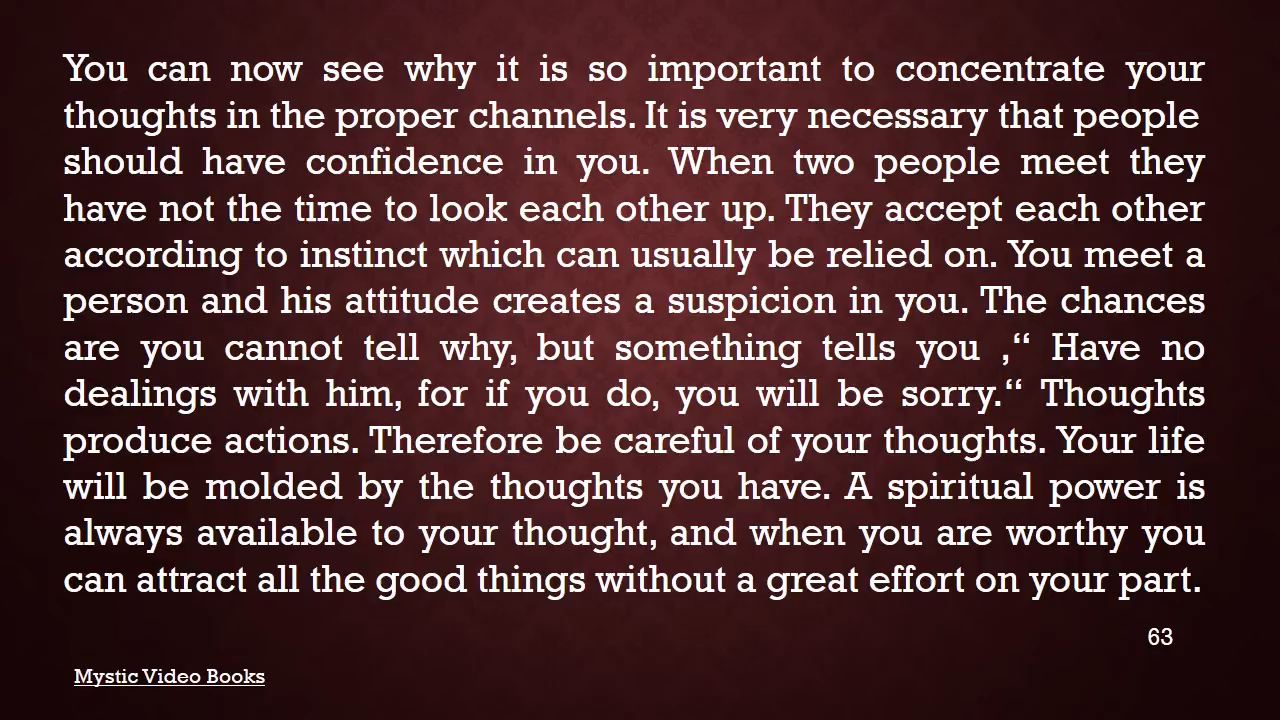 You can now see why it is so important to concentrate your
thoughts in the proper channels. It is very necessary that people
should have confidence in you. When two people meet they
have not the time to look each other up. They accept each other
according to instinct which can usually be relied on. You meet a
person and his attitude creates a suspicion in you. The chances
are you cannot tell why, but something tells you ,“ Have no
dealings with him, for if you do, you will be sorry.“ Thoughts
produce actions. Therefore be careful of your thoughts. Your life
will be molded by the thoughts you have. A spiritual power is
always available to your thought, and when you are worthy you
can attract all the good things without a great effort on your part.
63
Mystic Video Books